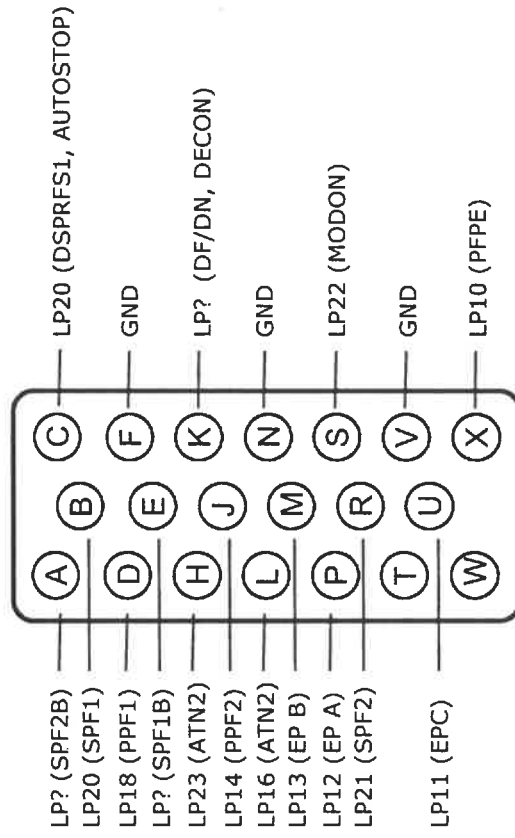 LP? (SPF2B)
LP20 (SPF1)
LP18 (PPF1)
LP? (SPF1B)
LP23 (ATN2)
LP14 (PPF2)
LP16 (ATN2)
LP13 (EP B)
LP12 (EP A)
LP21 (SPF2)
LP11 (EPC)
A
B
C
D
E
F
H
J
K
L
M
N
P
R
S
T
U
V
W
X
LP20 (DSPRFS1, AUTOSTOP)
GND
LP? (DF/DN, DECON)
GND
LP22 (MODON)
GND
LP10 (PFPE)